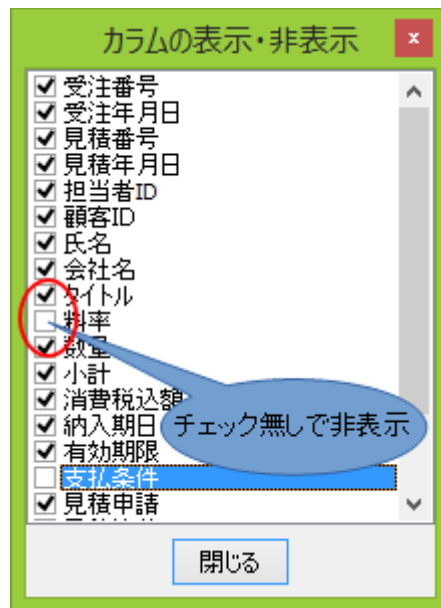 カラムの表示・非表示
x
受注番号
受注年月日
見積番号
見積年月日
担当者ID
顧客ID
氏名
会社名
タイトル
料率
数量
小計
消費税込額
納入期日
チェック無しで非表示
有効期限
支払条件
見積申請
閉じる